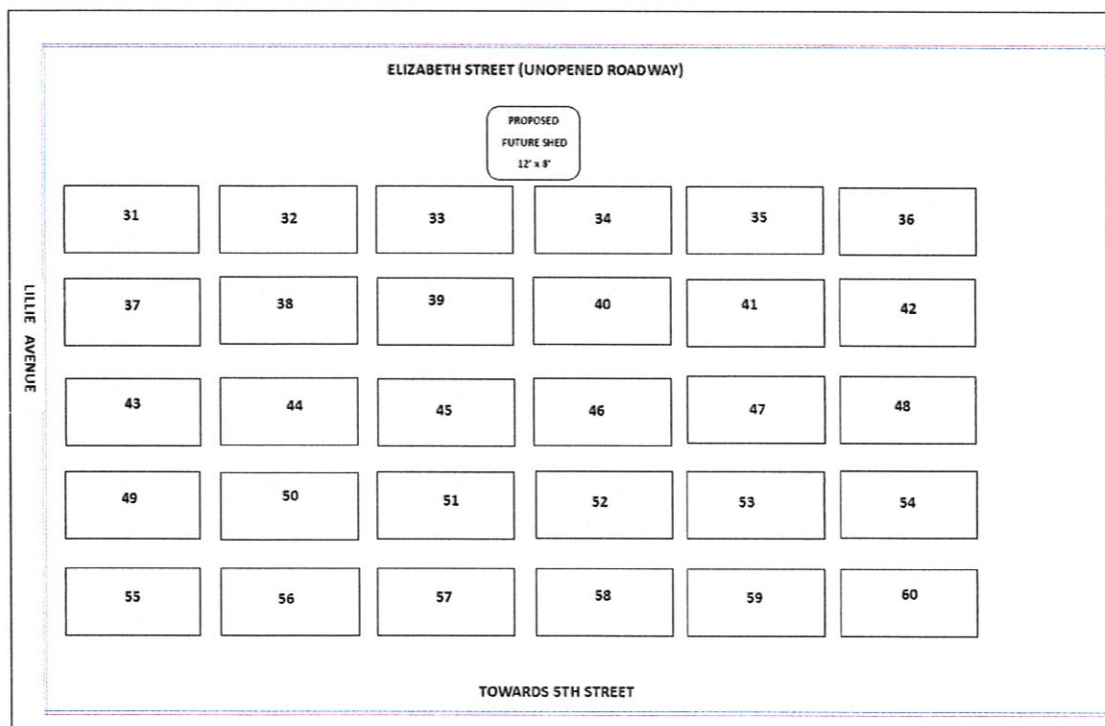 ELIZABETH STREET (UNOPENED ROADWAY)
PROPOSED
FUTURE SHED
12' x 8'
31 32 33 34 35 36
LILLIE AVENUE
37 38 39 40 41 42
43 44 45 46 47 48
49 50 51 52 53 54
55 56 57 58 59 60
TOWARDS 5TH STREET